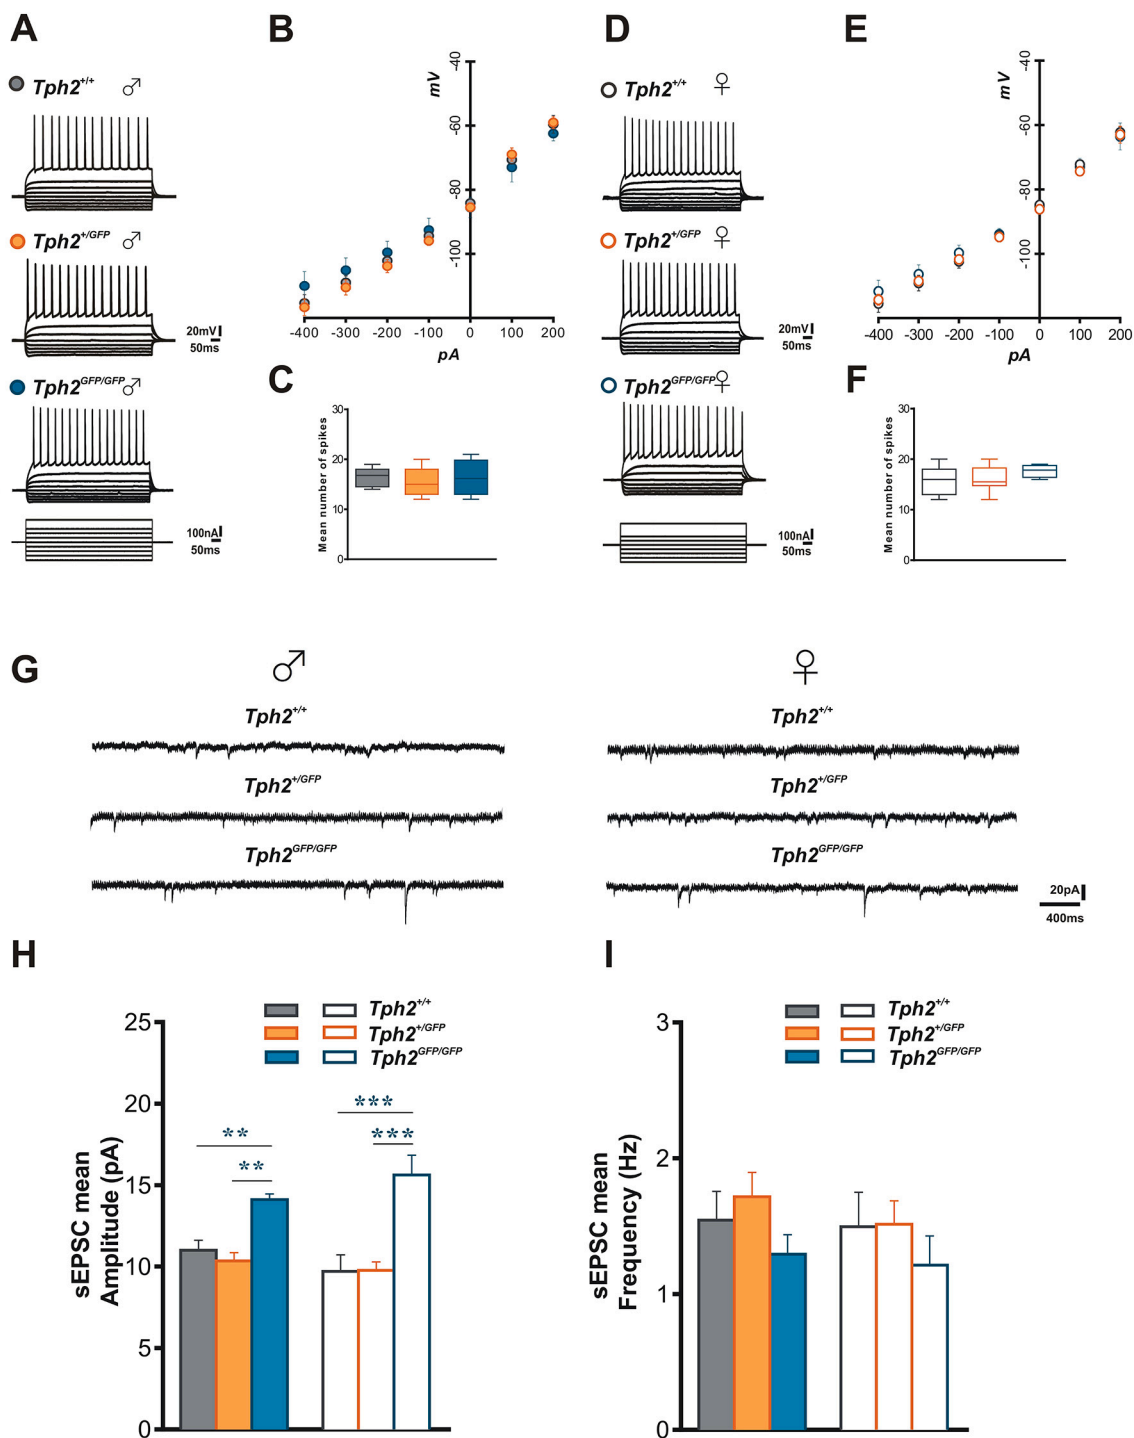 A
Tph2+/+ ♂
Tph2+/GFP ♂
20mV
50ms
Tph2GFP/GFP ♂
100nA
50ms
B
mV
-40
-60
-80
-100
-400 -300 -200 -100 0 100 200
pA
C
Mean number of spikes
30
20
10
0
D
Tph2+/+ ♀
Tph2+/GFP ♀
20mV
50ms
Tph2GFP/GFP ♀
100nA
50ms
E
mV
-40
-60
-80
-100
-400 -300 -200 -100 0 100 200
pA
F
Mean number of spikes
30
20
10
0
G
♂ ♀
Tph2+/+ Tph2+/+
Tph2+/GFP Tph2+/GFP
Tph2GFP/GFP Tph2GFP/GFP
20pA
400ms
H
Tph2+/+
Tph2+/GFP
Tph2GFP/GFP
sEPSC mean
Amplitude (pA)
25
20
15
10
5
0
**
**
***
***
I
Tph2+/+
Tph2+/GFP
Tph2GFP/GFP
sEPSC mean
Frequency (Hz)
3
2
1
0